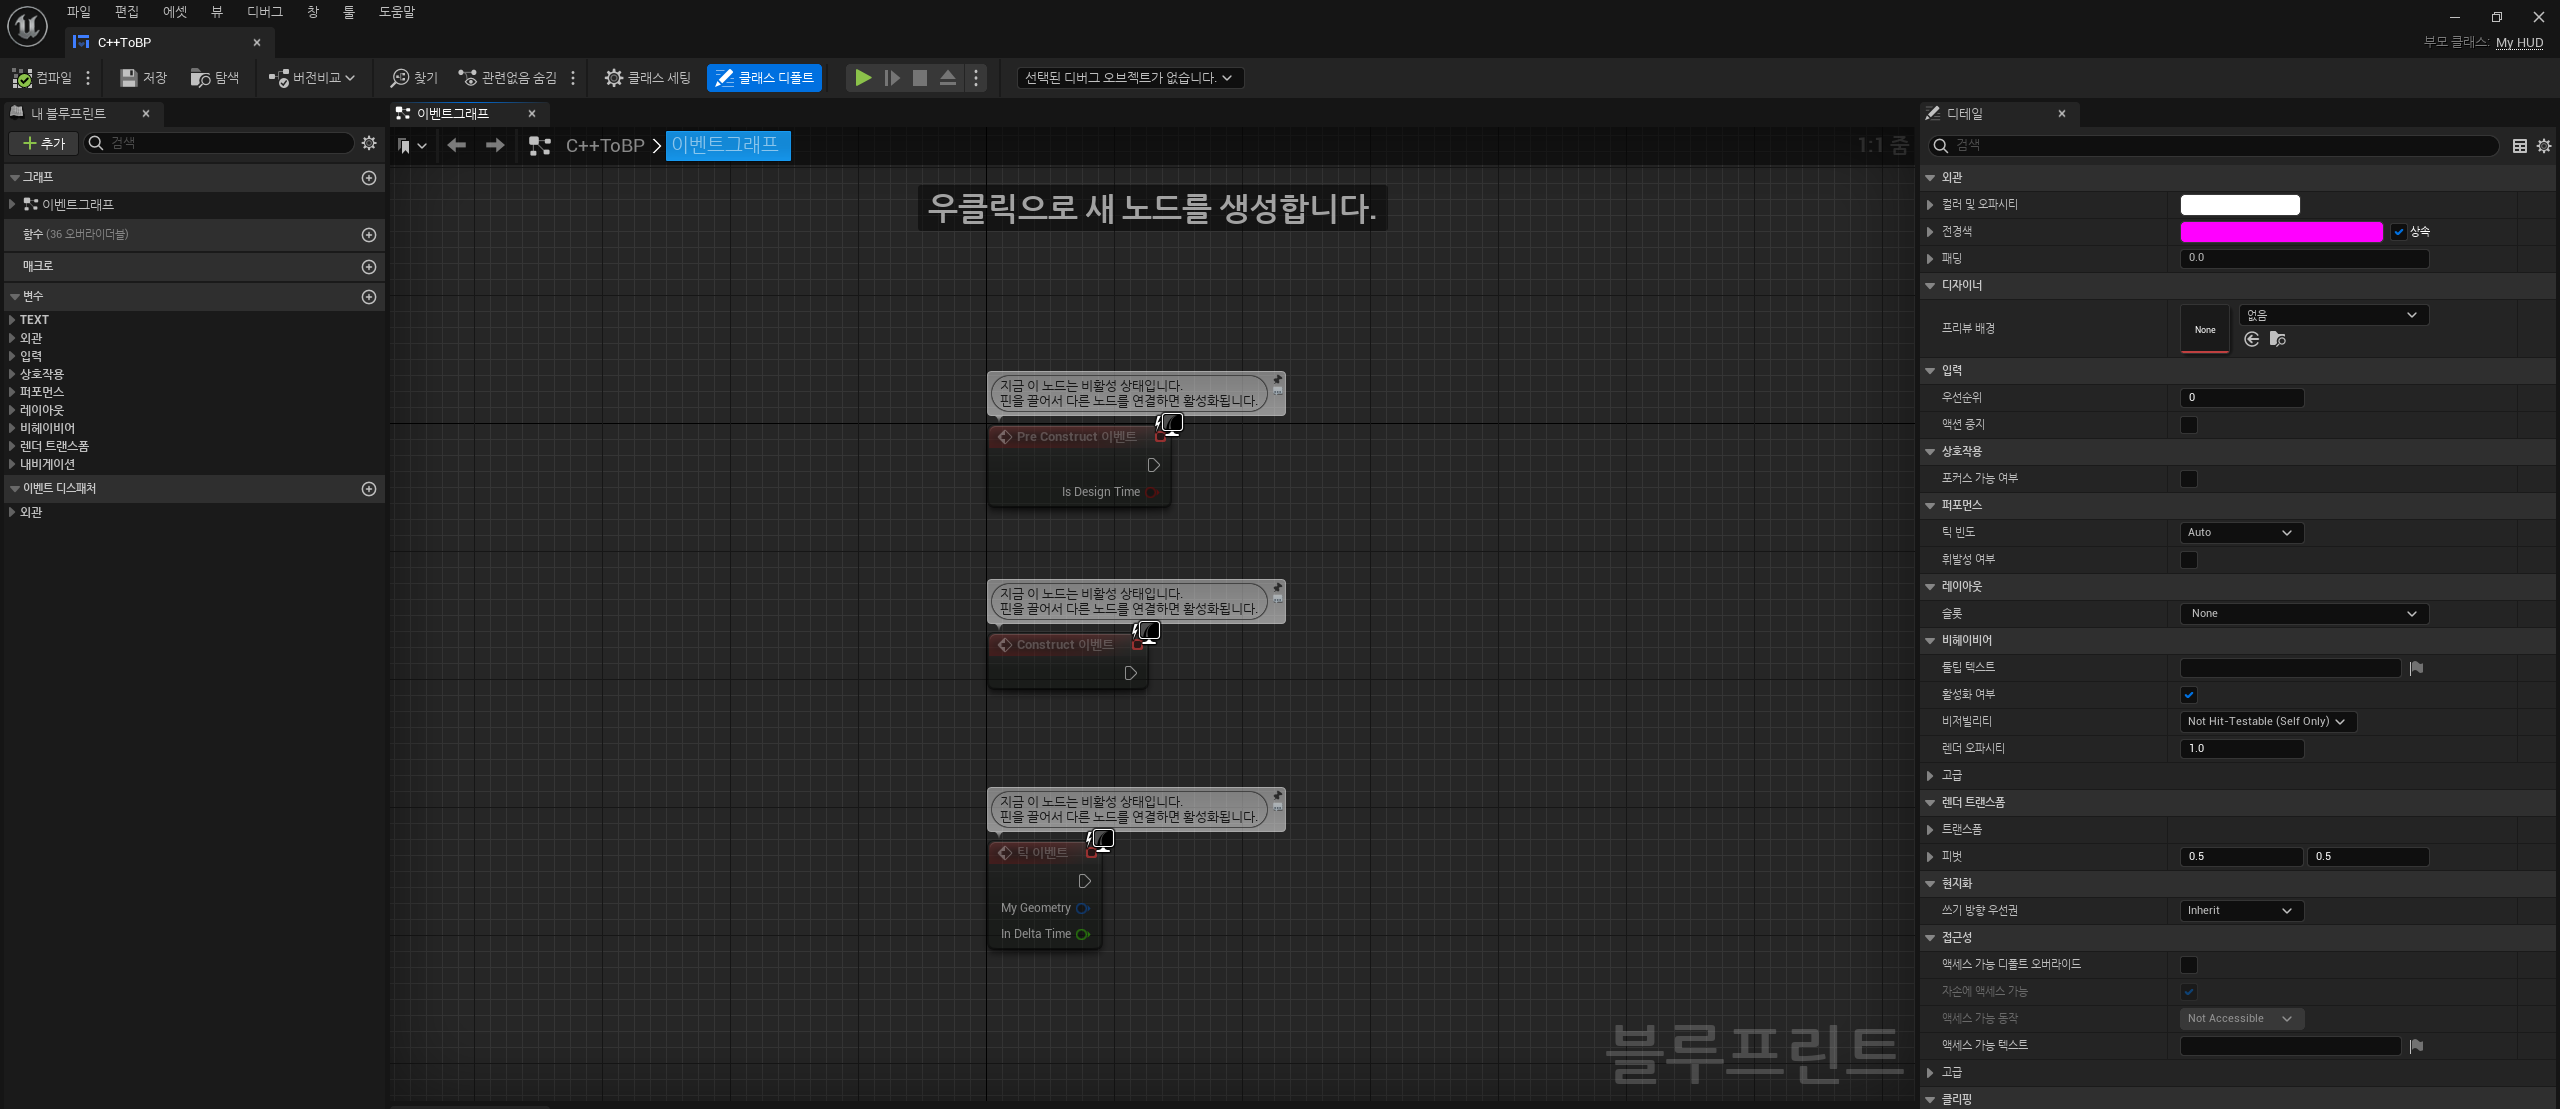 파일 편집 에셋 뷰 디버그 창 툴 도움말
C++ToBP
부모 클래스: My HUD
컴파일 저장 탐색 버전비교 찾기 관련없음 숨김 클래스 세팅 클래스 디폴트 선택된 디버그 오브젝트가 없습니다.
내 블루프린트
추가 검색
그래프
이벤트그래프
함수 (36 오버라이더블)
매크로
변수
TEXT
외관
입력
상호작용
퍼포먼스
레이아웃
비헤이비어
렌더 트랜스폼
내비게이션
이벤트 디스패처
외관
이벤트그래프
C++ToBP 이벤트그래프
1:1 줌
우클릭으로 새 노드를 생성합니다.
지금 이 노드는 비활성 상태입니다.
핀을 끌어서 다른 노드를 연결하면 활성화됩니다.
Pre Construct 이벤트
Is Design Time
지금 이 노드는 비활성 상태입니다.
핀을 끌어서 다른 노드를 연결하면 활성화됩니다.
Construct 이벤트
지금 이 노드는 비활성 상태입니다.
핀을 끌어서 다른 노드를 연결하면 활성화됩니다.
틱 이벤트
My Geometry
In Delta Time
블루프린트
디테일
검색
외관
컬러 및 오파시티
전경색 상속
패딩 0.0
디자이너
프리뷰 배경 None 없음
입력
우선순위 0
액션 중지
상호작용
포커스 가능 여부
퍼포먼스
틱 빈도 Auto
휘발성 여부
레이아웃
슬롯 None
비헤이비어
툴팁 텍스트
활성화 여부
비저빌리티 Not Hit-Testable (Self Only)
렌더 오파시티 1.0
고급
렌더 트랜스폼
트랜스폼
피벗 0.5 0.5
현지화
쓰기 방향 우선권 Inherit
접근성
액세스 가능 디폴트 오버라이드
자손에 액세스 가능
액세스 가능 동작 Not Accessible
액세스 가능 텍스트
고급
클리핑